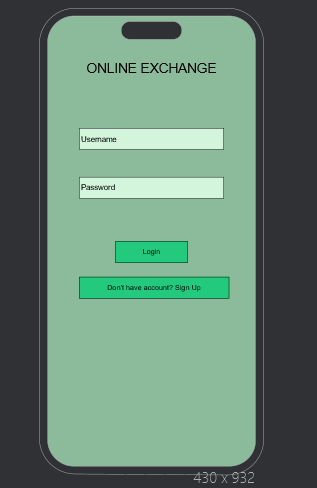 ONLINE EXCHANGE
Username
Password
Login
Don't have account? Sign Up
430 x 932